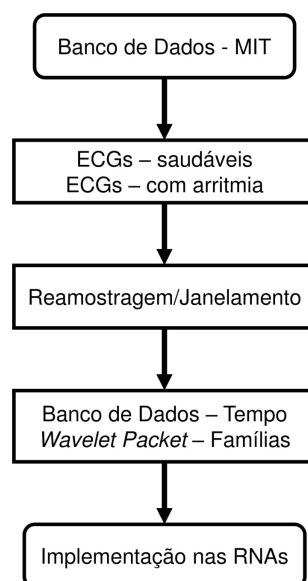 Banco de Dados - MIT
ECGs – saudáveis
ECGs – com arritmia
Reamostragem/Janelamento
Banco de Dados – Tempo
Wavelet Packet – Famílias
Implementação nas RNAs